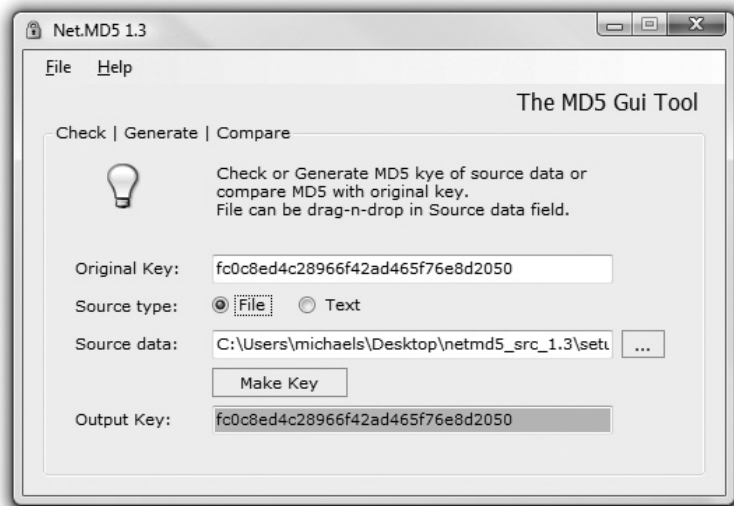 Net.MD5 1.3
File Help
The MD5 Gui Tool
Check | Generate | Compare
Check or Generate MD5 kye of source data or
compare MD5 with original key.
File can be drag-n-drop in Source data field.
Original Key: fc0c8ed4c28966f42ad465f76e8d2050
Source type: File Text
Source data: C:\Users\michaels\Desktop\netmd5_src_1.3\setu ...
Make Key
Output Key: fc0c8ed4c28966f42ad465f76e8d2050